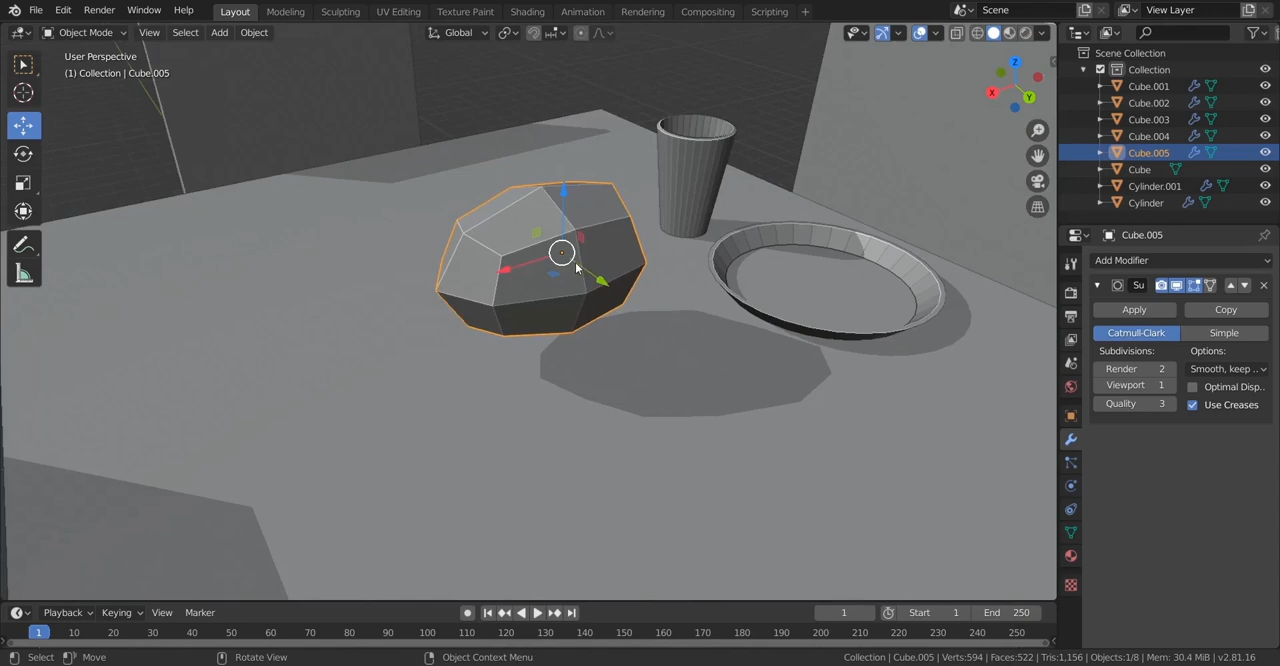 File Edit Render Window Help Layout Modeling Sculpting UV Editing Texture Paint Shading Animation Rendering Compositing Scripting + Scene View Layer
Object Mode View Select Add Object Global
User Perspective
(1) Collection | Cube.005
Z
X
Y
Scene Collection
Collection
Cube.001
Cube.002
Cube.003
Cube.004
Cube.005
Cube
Cylinder.001
Cylinder
Cube.005
Add Modifier
Su
Apply Copy
Catmull-Clark Simple
Subdivisions: Options:
Render 2 Smooth, keep ..
Viewport 1 Optimal Disp..
Quality 3 Use Creases
Playback Keying View Marker 1 Start 1 End 250
1 10 20 30 40 50 60 70 80 90 100 110 120 130 140 150 160 170 180 190 200 210 220 230 240 250
Select Move Rotate View Object Context Menu Collection | Cube.005 | Verts:594 | Faces:522 | Tris:1,156 | Objects:1/8 | Mem: 30.4 MiB | v2.81.16